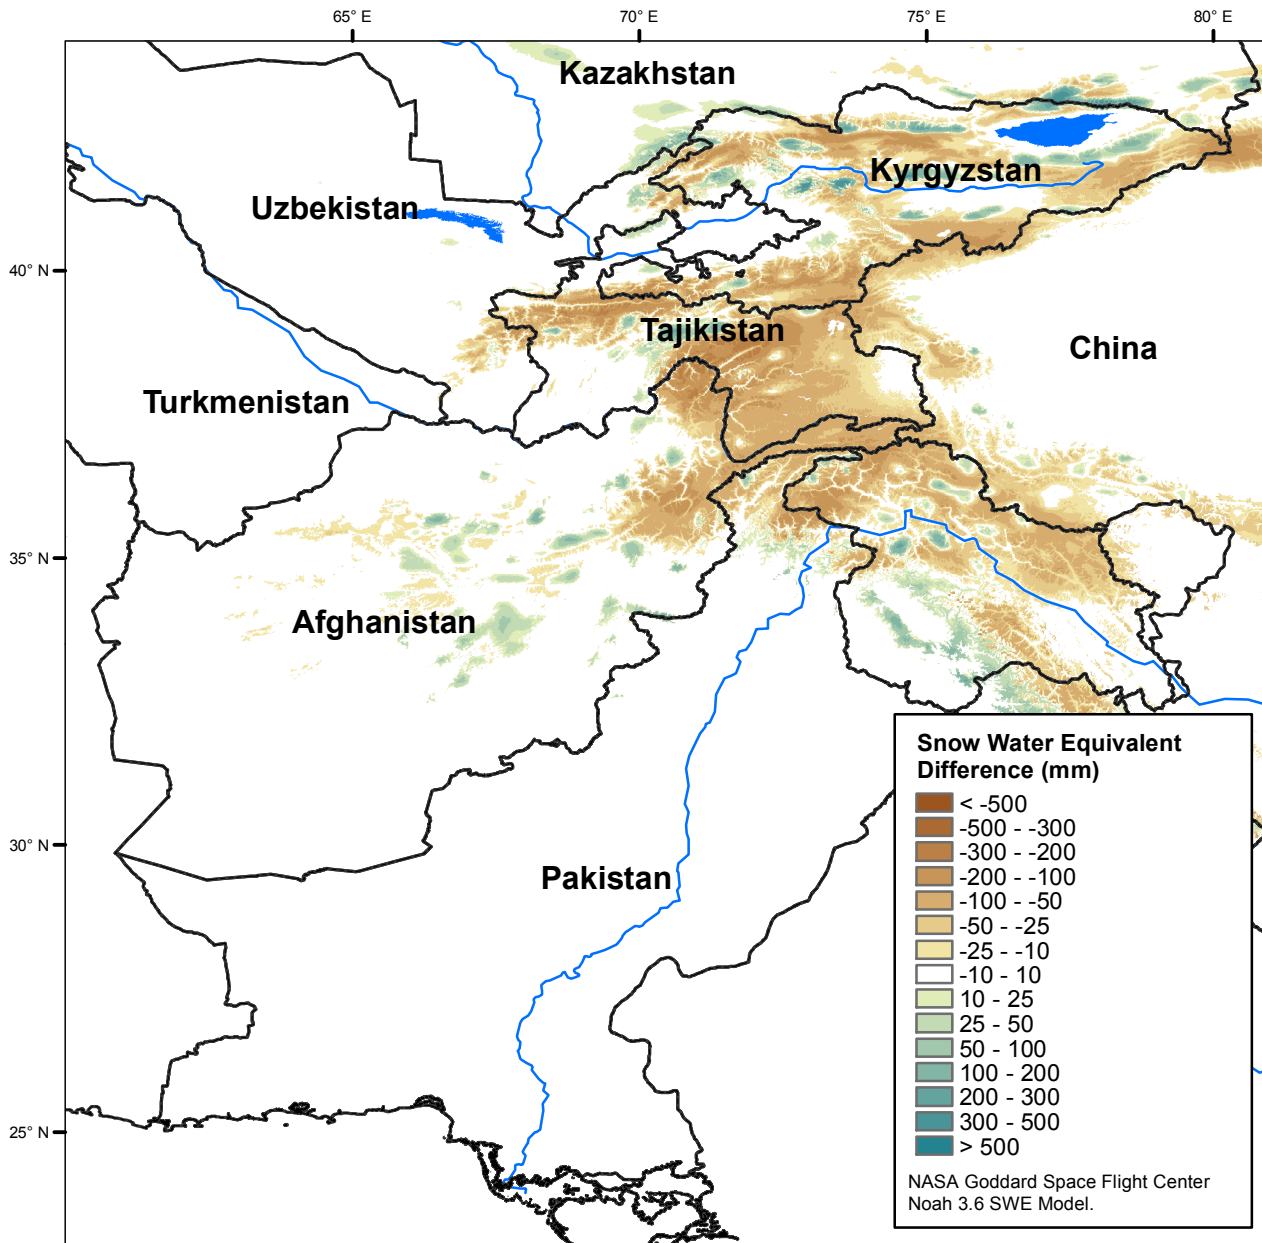 65° E
70° E
75° E
80° E
Kazakhstan
Kyrgyzstan
Uzbekistan
40° N
Tajikistan
China
Turkmenistan
35° N
Afghanistan
30° N
Pakistan
25° N
Snow Water Equivalent
Difference (mm)
< -500
-500 - -300
-300 - -200
-200 - -100
-100 - -50
-50 - -25
-25 - -10
-10 - 10
10 - 25
25 - 50
50 - 100
100 - 200
200 - 300
300 - 500
> 500
NASA Goddard Space Flight Center
Noah 3.6 SWE Model.